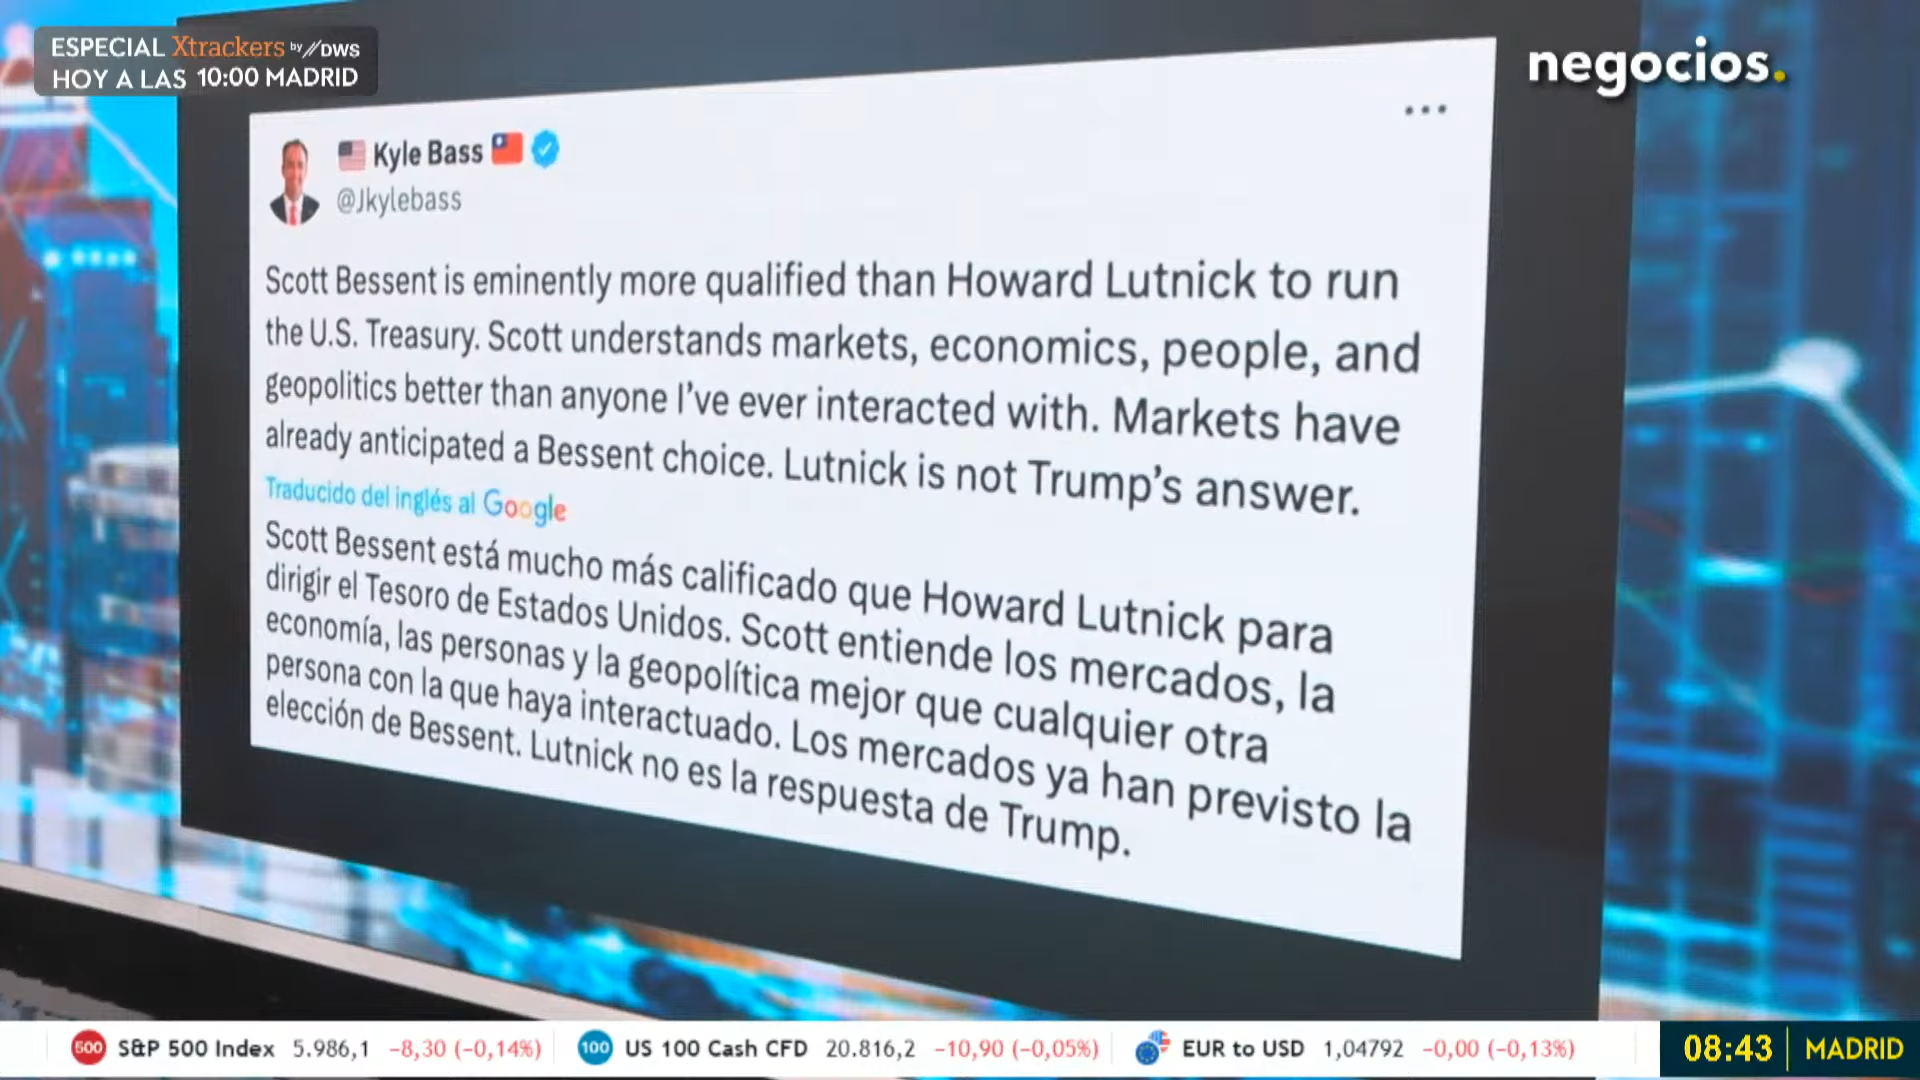 ESPECIAL Xtrackers by DWS
HOY A LAS 10:00 MADRID
negocios.
Kyle Bass
@Jkylebass
Scott Bessent is eminently more qualified than Howard Lutnick to run
the U.S. Treasury. Scott understands markets, economics, people, and
geopolitics better than anyone I've ever interacted with. Markets have
already anticipated a Bessent choice. Lutnick is not Trump's answer.
Traducido del inglés al Google
Scott Bessent está mucho más calificado que Howard Lutnick para
dirigir el Tesoro de Estados Unidos. Scott entiende los mercados, la
economía, las personas y la geopolítica mejor que cualquier otra
persona con la que haya interactuado. Los mercados ya han previsto la
elección de Bessent. Lutnick no es la respuesta de Trump.
500 S&P 500 Index 5.986,1 -8,30 (-0,14%) 100 US 100 Cash CFD 20.816,2 -10,90 (-0,05%) EUR to USD 1,04792 -0,00 (-0,13%) 08:43 MADRID